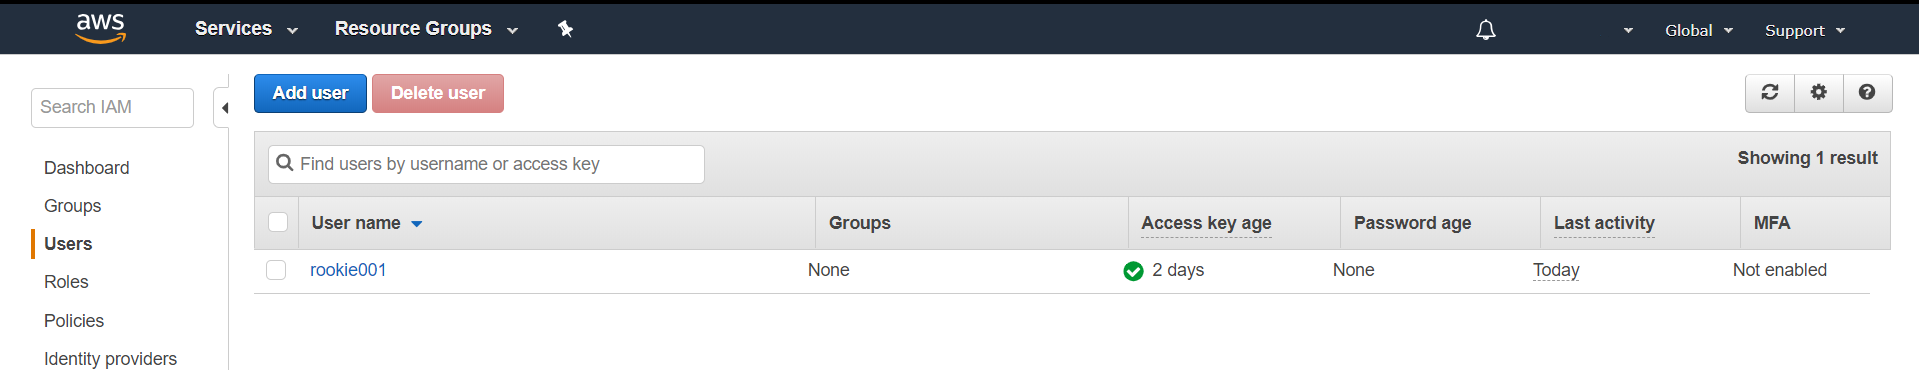 aws Services Resource Groups Global Support
Search IAM
Dashboard
Groups
Users
Roles
Policies
Identity providers
Add user Delete user
Find users by username or access key Showing 1 result
User name Groups Access key age Password age Last activity MFA
rookie001 None 2 days None Today Not enabled